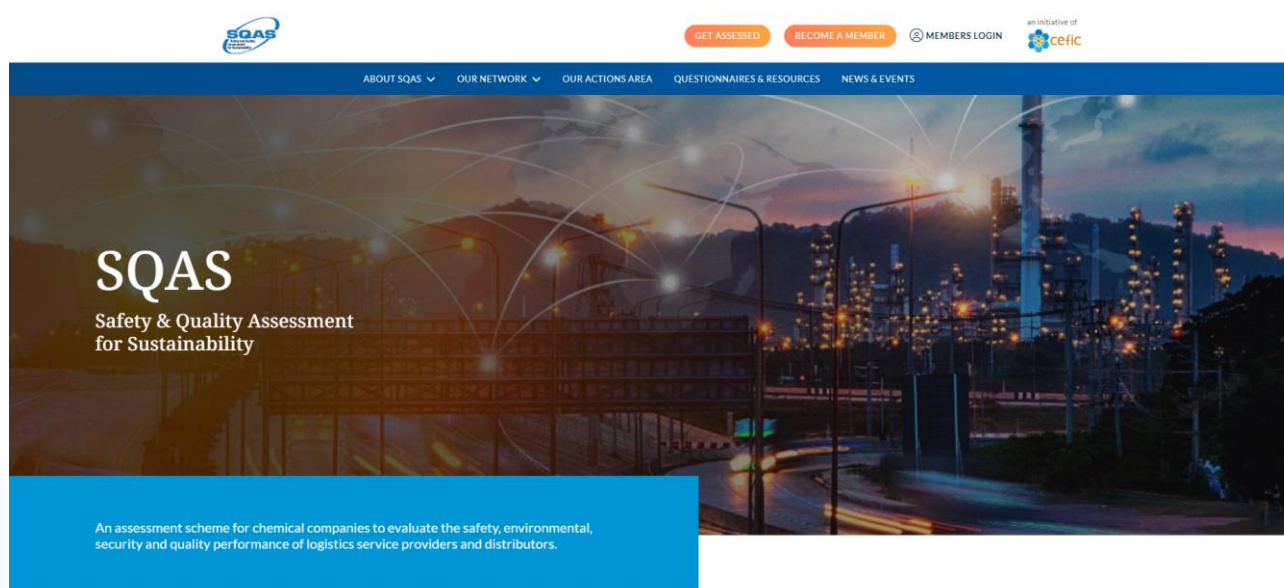 SQAS
GET ASSESSED
BECOME A MEMBER
MEMBERS LOGIN
an initiative of
cefic
ABOUT SQAS
OUR NETWORK
OUR ACTIONS AREA
QUESTIONNAIRES & RESOURCES
NEWS & EVENTS
SQAS
Safety & Quality Assessment
for Sustainability
An assessment scheme for chemical companies to evaluate the safety, environmental,
security and quality performance of logistics service providers and distributors.